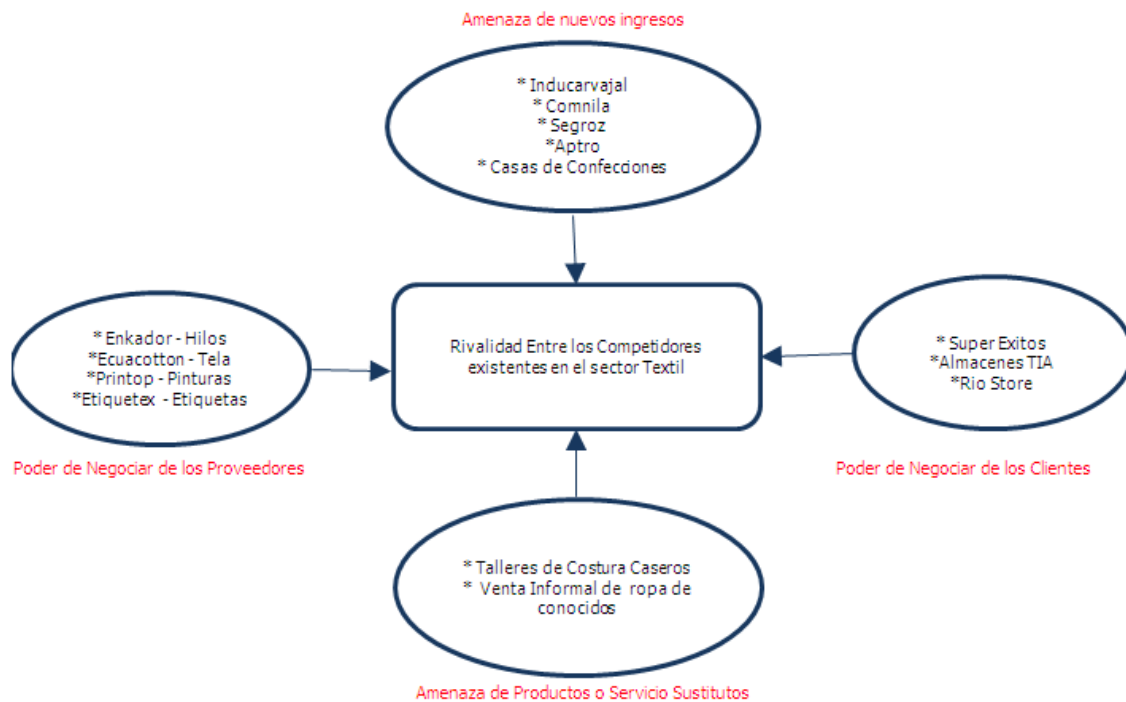 Amenaza de nuevos ingresos
* Inducarvajal
* Comnila
* Segroz
*Aptro
* Casas de Confecciones
* Enkador - Hilos
*Ecuacotton - Tela
*Printop - Pinturas
*Etiquetex - Etiquetas
Poder de Negociar de los Proveedores
Rivalidad Entre los Competidores
existentes en el sector Textil
* Super Exitos
*Almacenes TIA
*Rio Store
Poder de Negociar de los Clientes
* Talleres de Costura Caseros
* Venta Informal de ropa de
conocidos
Amenaza de Productos o Servicio Sustitutos